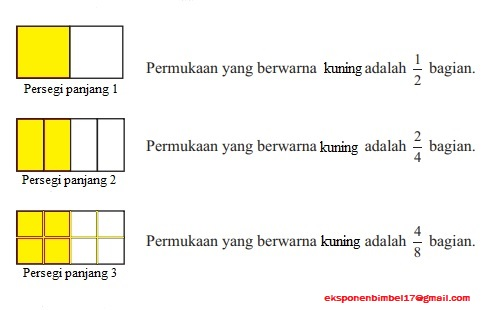 Permukaan yang berwarna kuning adalah 1/2 bagian.
Persegi panjang 1
Permukaan yang berwarna kuning adalah 2/4 bagian.
Persegi panjang 2
Permukaan yang berwarna kuning adalah 4/8 bagian.
Persegi panjang 3
eksponenbimbel17@gmail.com